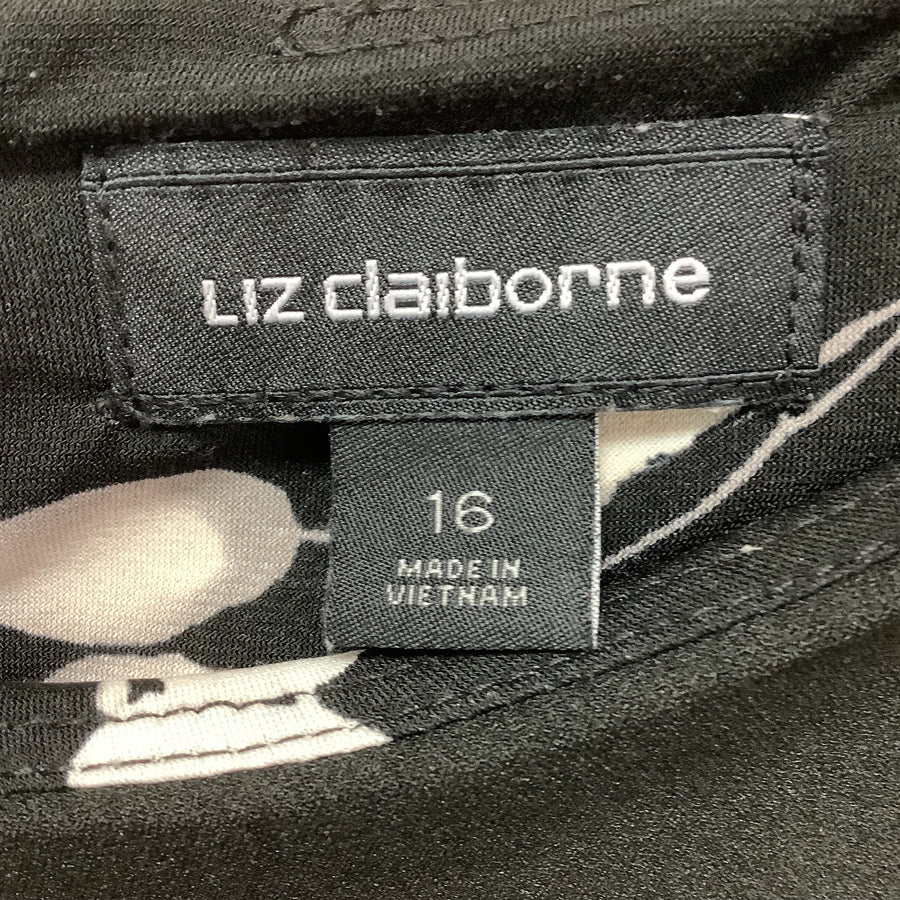 LIZ claiborne
16
MADE IN
VIETNAM